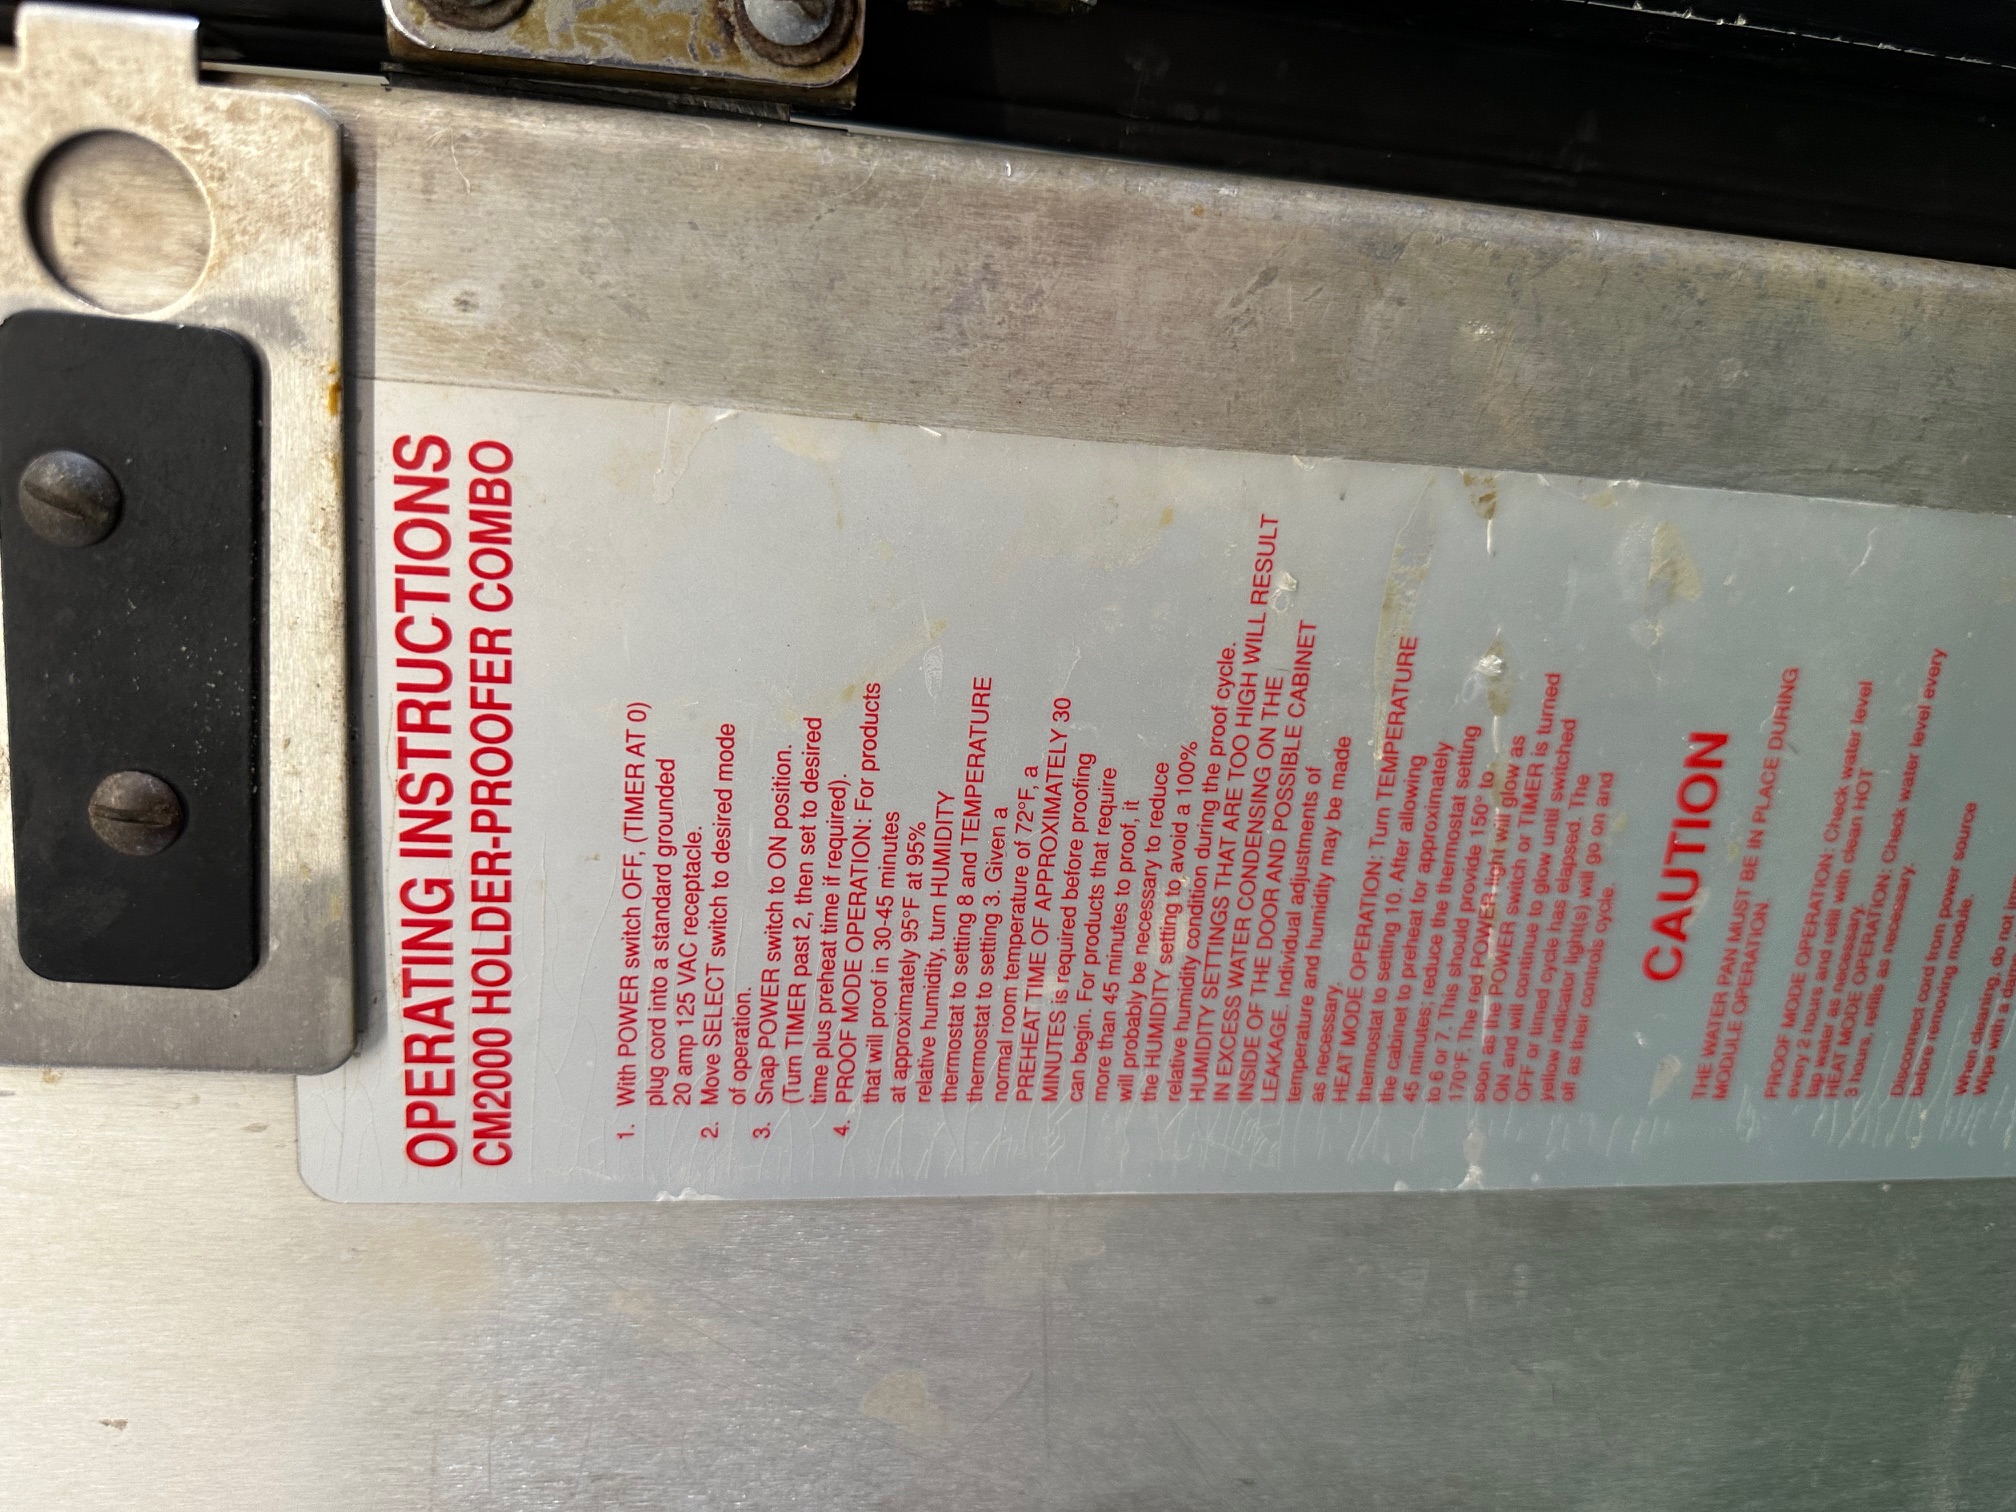 OPERATING INSTRUCTIONS
CM2000 HOLDER-PROOFER COMBO
1. With POWER switch OFF, (TIMER AT 0)
plug cord into a standard grounded
20 amp 125 VAC receptacle.
2. Move SELECT switch to desired mode
of operation.
3. Snap POWER switch to ON position.
(Turn TIMER past 2, then set to desired
time plus preheat time if required).
4. PROOF MODE OPERATION: For products
that will proof in 30-45 minutes
at approximately 95°F at 95%
relative humidity, turn HUMIDITY
thermostat to setting 8 and TEMPERATURE
thermostat to setting 3. Given a
normal room temperature of 72°F, a
PREHEAT TIME OF APPROXIMATELY 30
MINUTES is required before proofing
can begin. For products that require
more than 45 minutes to proof, it
will probably be necessary to reduce
the HUMIDITY setting to avoid a 100%
relative humidity condition during the proof cycle.
HUMIDITY SETTINGS THAT ARE TOO HIGH WILL RESULT
IN EXCESS WATER CONDENSING ON THE
INSIDE OF THE DOOR AND POSSIBLE CABINET
LEAKAGE. Individual adjustments of
temperature and humidity may be made
as necessary.
HEAT MODE OPERATION: Turn TEMPERATURE
thermostat to setting 10. After allowing
the cabinet to preheat for approximately
45 minutes; reduce the thermostat setting
to 6 or 7. This should provide 150° to
170°F. The red POWER light will glow as
soon as the POWER switch or TIMER is turned
ON and will continue to glow until switched
OFF or timed cycle has elapsed. The
yellow indicator light(s) will go on and
off as their controls cycle.
CAUTION
THE WATER PAN MUST BE IN PLACE DURING
MODULE OPERATION
PROOF MODE OPERATION: Check water level
every 2 hours and refill with clean HOT
tap water as necessary.
HEAT MODE OPERATION: Check water level every
3 hours, refills as necessary.
Disconnect cord from power source
before removing module.
When cleaning, do
Wipe with a